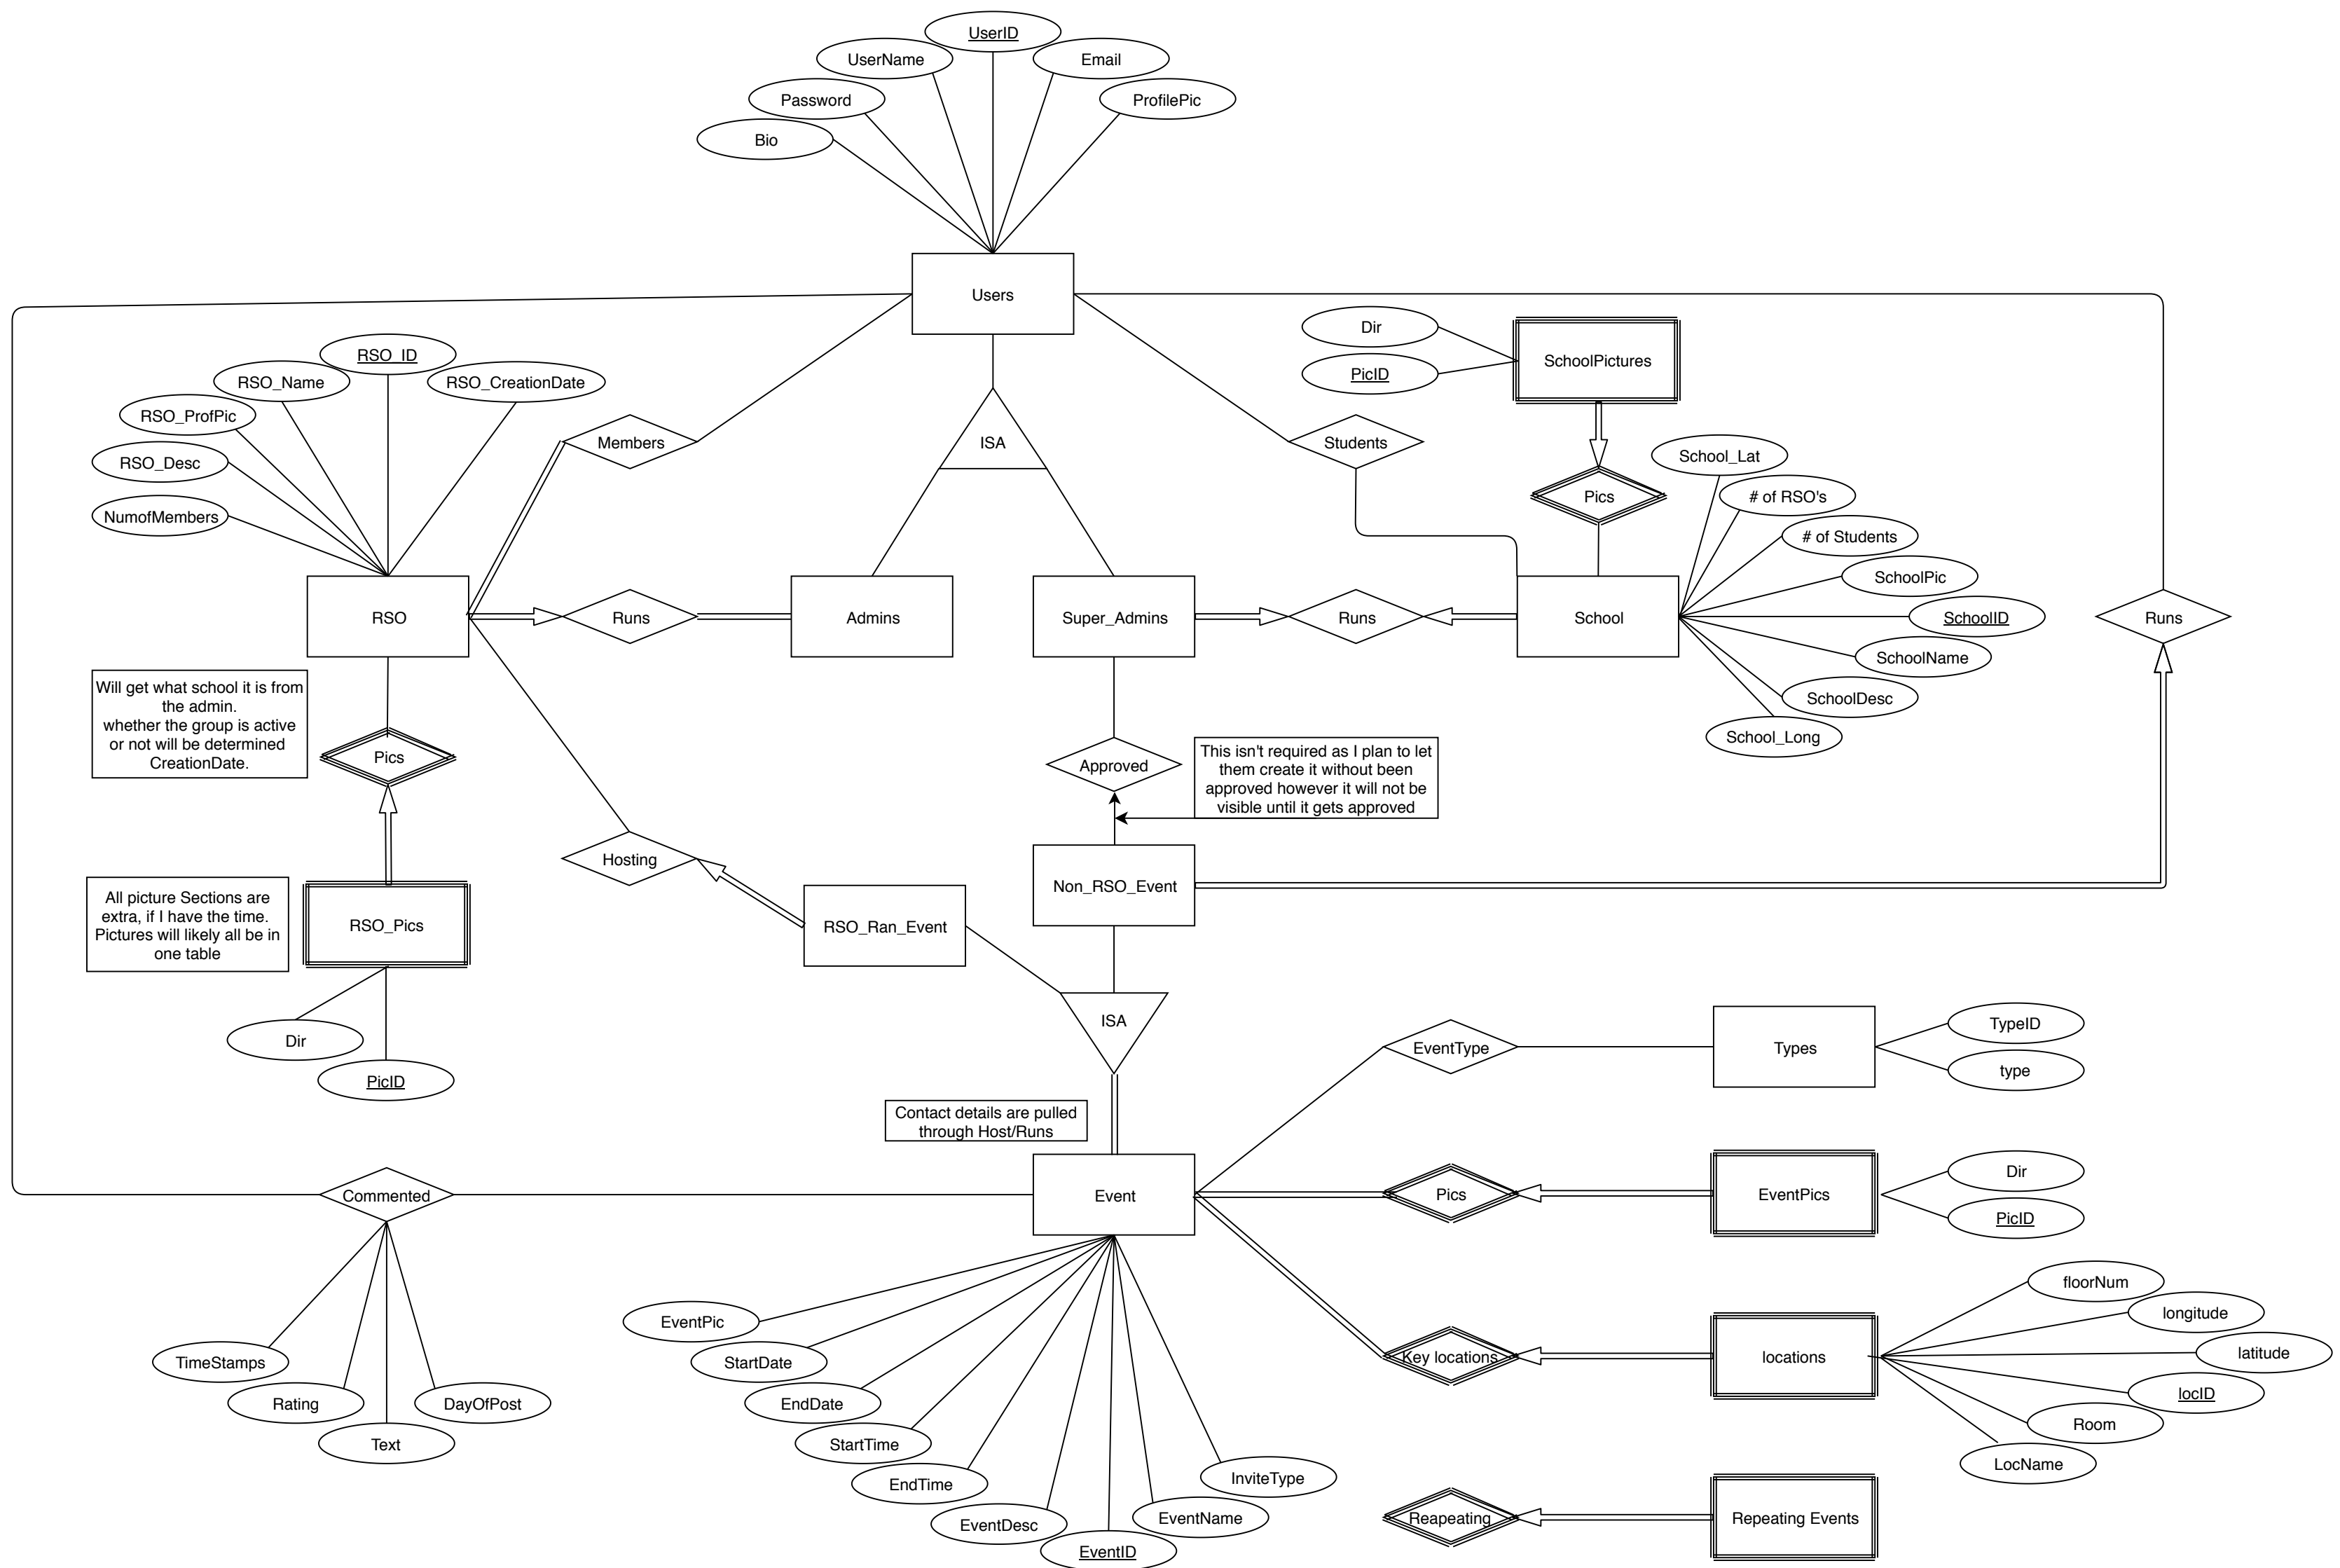 UserID
UserName
Email
Password
ProfilePic
Bio
Users
Dir
PicID
SchoolPictures
RSO_ID
RSO_Name
RSO_CreationDate
RSO_ProfPic
RSO_Desc
NumofMembers
Members
ISA
Students
Pics
School_Lat
# of RSO's
# of Students
SchoolPic
SchoolID
SchoolName
SchoolDesc
School_Long
RSO
Runs
Admins
Super_Admins
Runs
School
Runs
Will get what school it is from
the admin.
whether the group is active
or not will be determined
CreationDate.
Pics
Approved
This isn't required as I plan to let
them create it without been
approved however it will not be
visible until it gets approved
Hosting
Non_RSO_Event
All picture Sections are
extra, if I have the time.
Pictures will likely all be in
one table
RSO_Pics
RSO_Ran_Event
Dir
PicID
ISA
EventType
Types
TypeID
type
Contact details are pulled
through Host/Runs
Commented
Event
Pics
EventPics
Dir
PicID
TimeStamps
Rating
Text
DayOfPost
EventPic
StartDate
EndDate
StartTime
EndTime
EventDesc
EventID
EventName
InviteType
Key locations
locations
floorNum
longitude
latitude
locID
Room
LocName
Reapeating
Repeating Events